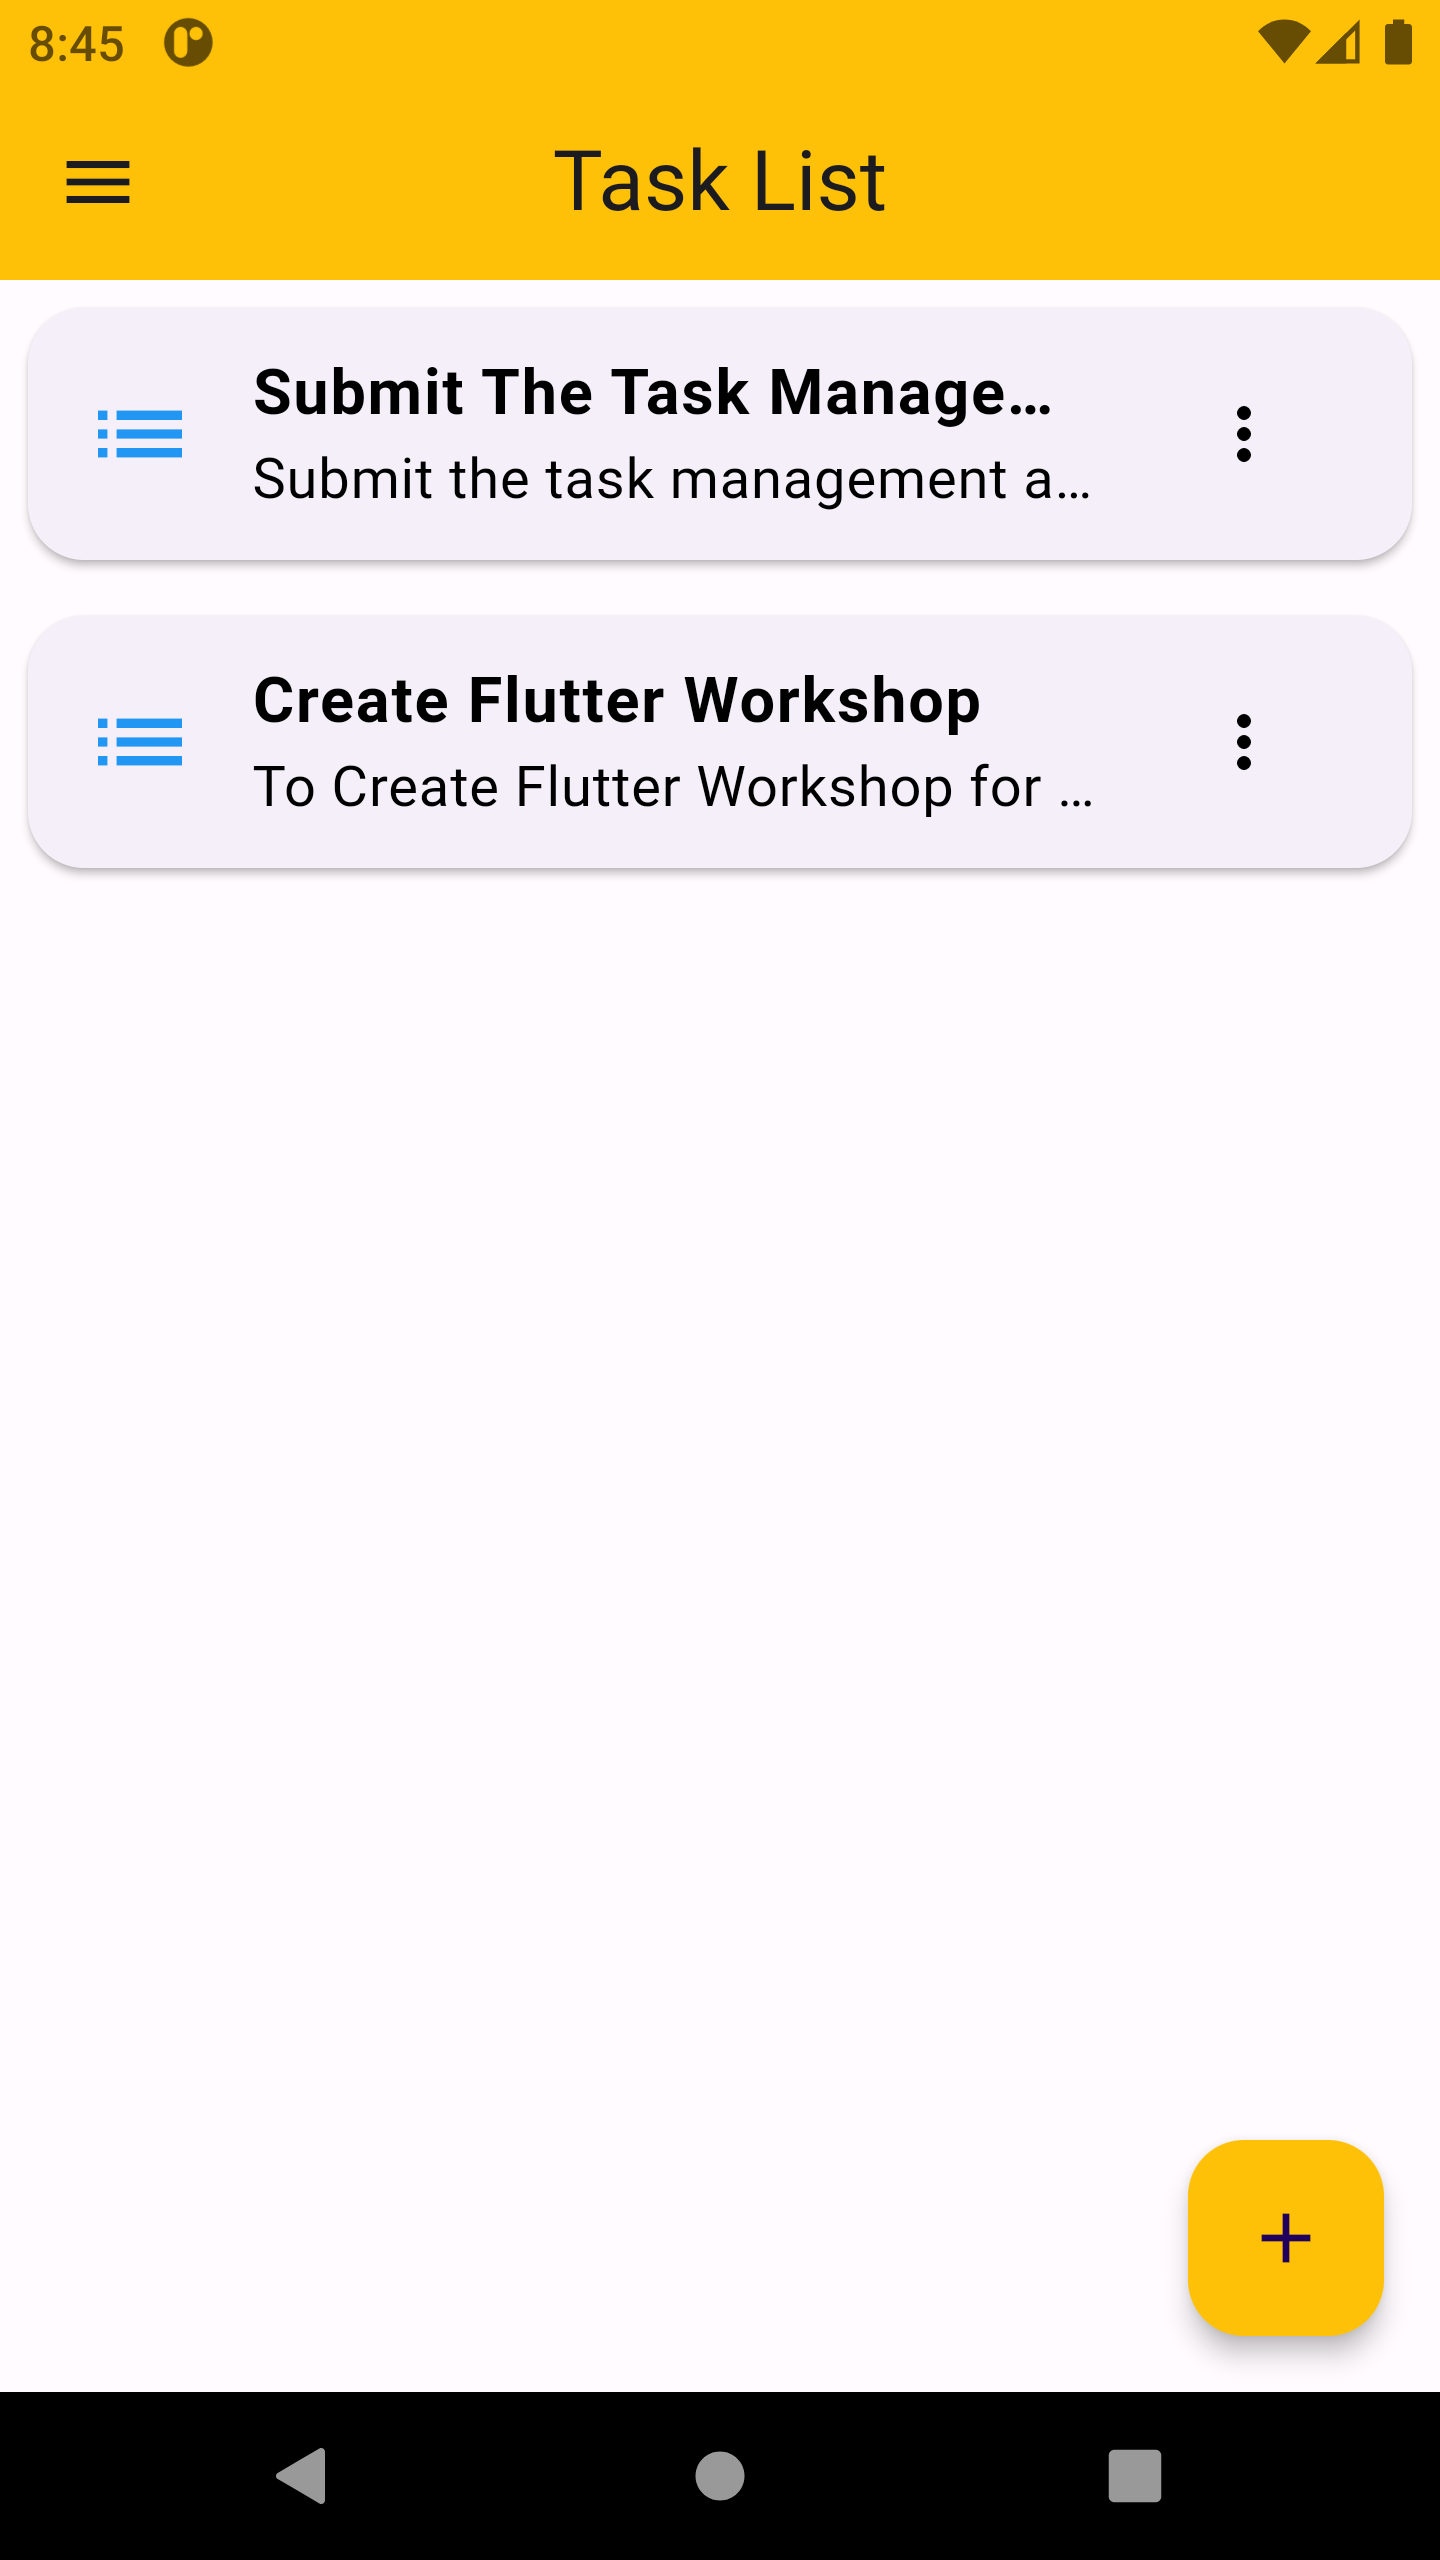 8:45
Task List
Submit The Task Manage…
Submit the task management a…
Create Flutter Workshop
To Create Flutter Workshop for …